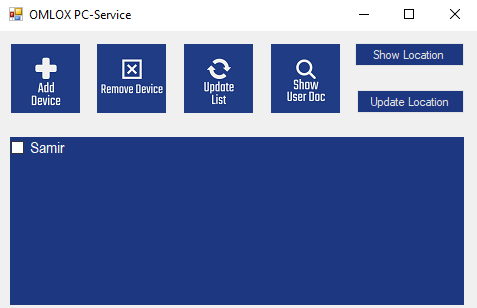 OMLOX PC-Service
Add
Device
Remove Device
Update
List
Show
User Doc
Show Location
Update Location
Samir